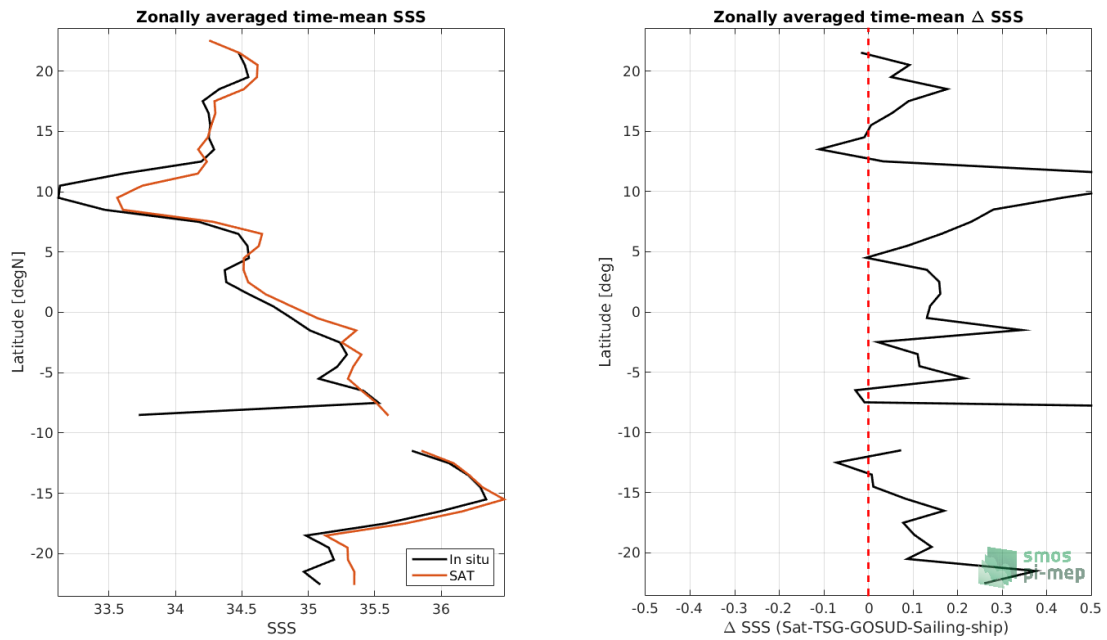 Zonally averaged time-mean SSS
20
15
10
5
0
-5
-10
-15
-20
Latitude [degN]
33.5 34 34.5 35 35.5 36
SSS
In situ
SAT
Zonally averaged time-mean Δ SSS
20
15
10
5
0
-5
-10
-15
-20
Latitude [deg]
-0.5 -0.4 -0.3 -0.2 -0.1 0 0.1 0.2 0.3 0.4 0.5
Δ SSS (Sat-TSG-GOSUD-Sailing-ship)
smos
pi-mep